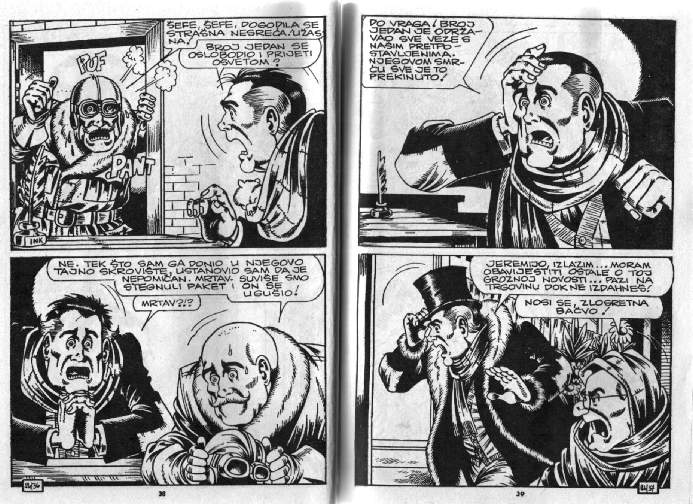 ŠEFE, ŠEFE, DOGODILA SE
STRAŠNA NESREĆA/UŽAS
NA!
BROJ JEDAN SE
OSLOBODIO I PRIJETI
OSVETOM?
PUF
PANT
INK
NE. TEK ŠTO SAM GA DONIO U NJEGOVO
TAJNO SKROVIŠTE, USTANOVIO SAM DA JE
NEPOMIČAN. MRTAV. SUVIŠE SMO
STEGNULI PAKET I ON SE
UGUŠIO!
MRTAV?!?
38
DO VRAGA! BROJ
JEDAN JE ODRŽA-
VAO SVE VEZE S
NAŠIM PRETPO-
STAVLJENIMA.
NJEGOVOM SMR-
ĆU SVE JE TO
PREKINUTO!
JEREMIJO, IZLAZIM... MORAM
OBAVIJESTITI OSTALE O TOJ
GROZNOJ NOVOSTI... PAZI NA
TRGOVINU DOK NE IZDAHNEŠ!
NOSI SE, ZLOSRETNA
BAČVO!
39